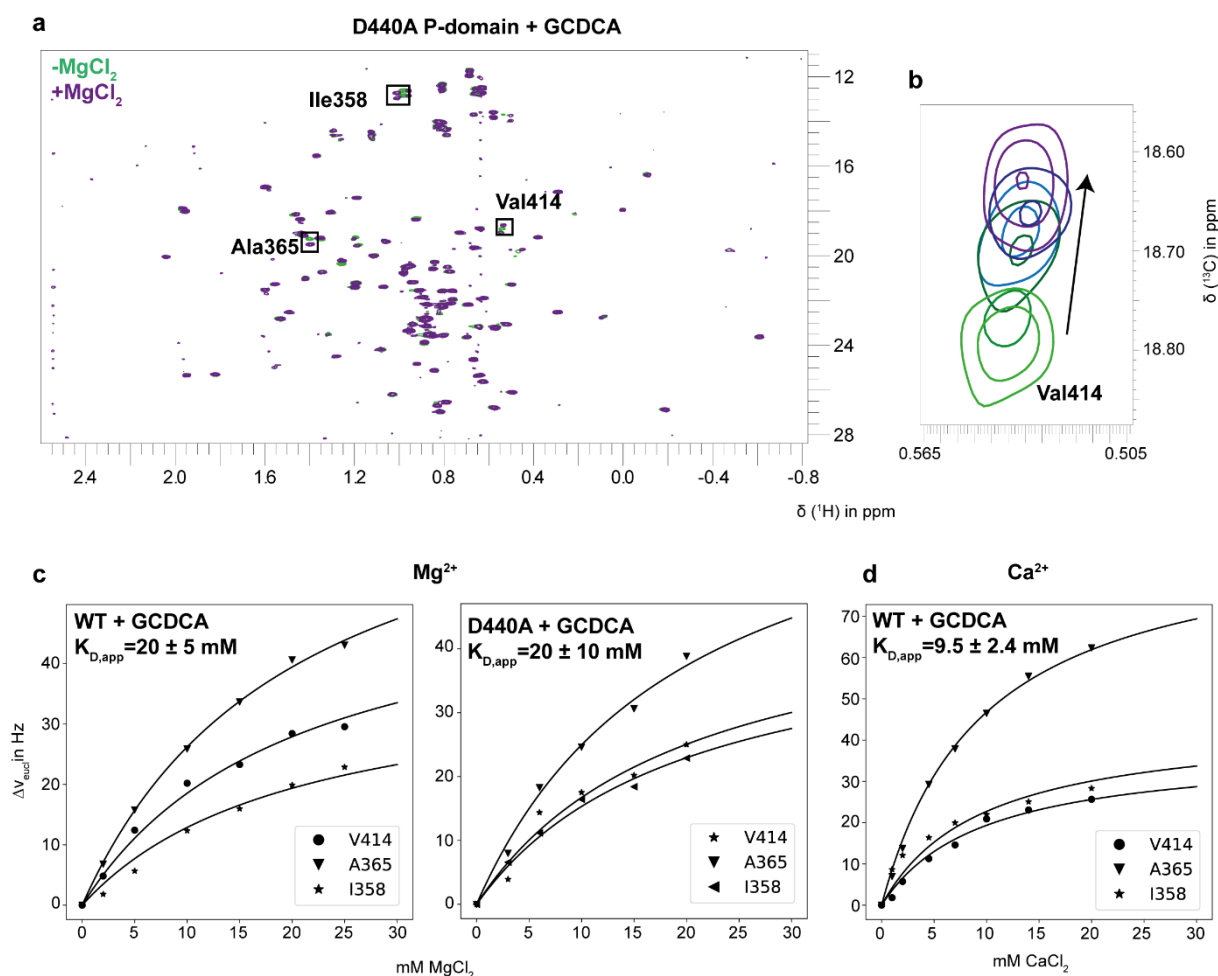 a
D440A P-domain + GCDCA
-MgCl₂
+MgCl₂
Ile358
Val414
Ala365
12
16
20
24
28
2.4 2.0 1.6 1.2 0.8 0.4 0.0 -0.4 -0.8
δ (¹H) in ppm
b
18.60
18.70
18.80
δ (¹³C) in ppm
Val414
0.565 0.505
c
Mg²⁺
WT + GCDCA
K_D,app=20 ± 5 mM
Δν_eucl in Hz
40
30
20
10
0
V414
A365
I358
0 5 10 15 20 25 30
D440A + GCDCA
K_D,app=20 ± 10 mM
40
30
20
10
0
V414
A365
I358
0 5 10 15 20 25 30
mM MgCl₂
d
Ca²⁺
WT + GCDCA
K_D,app=9.5 ± 2.4 mM
70
60
50
40
30
20
10
0
V414
A365
I358
0 5 10 15 20 25 30
mM CaCl₂